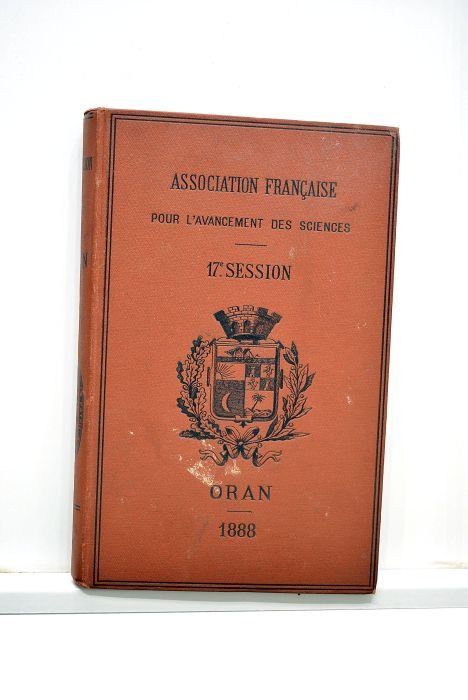 ASSOCIATION FRANÇAISE
POUR L'AVANCEMENT DES SCIENCES
17e SESSION
ORAN
1888